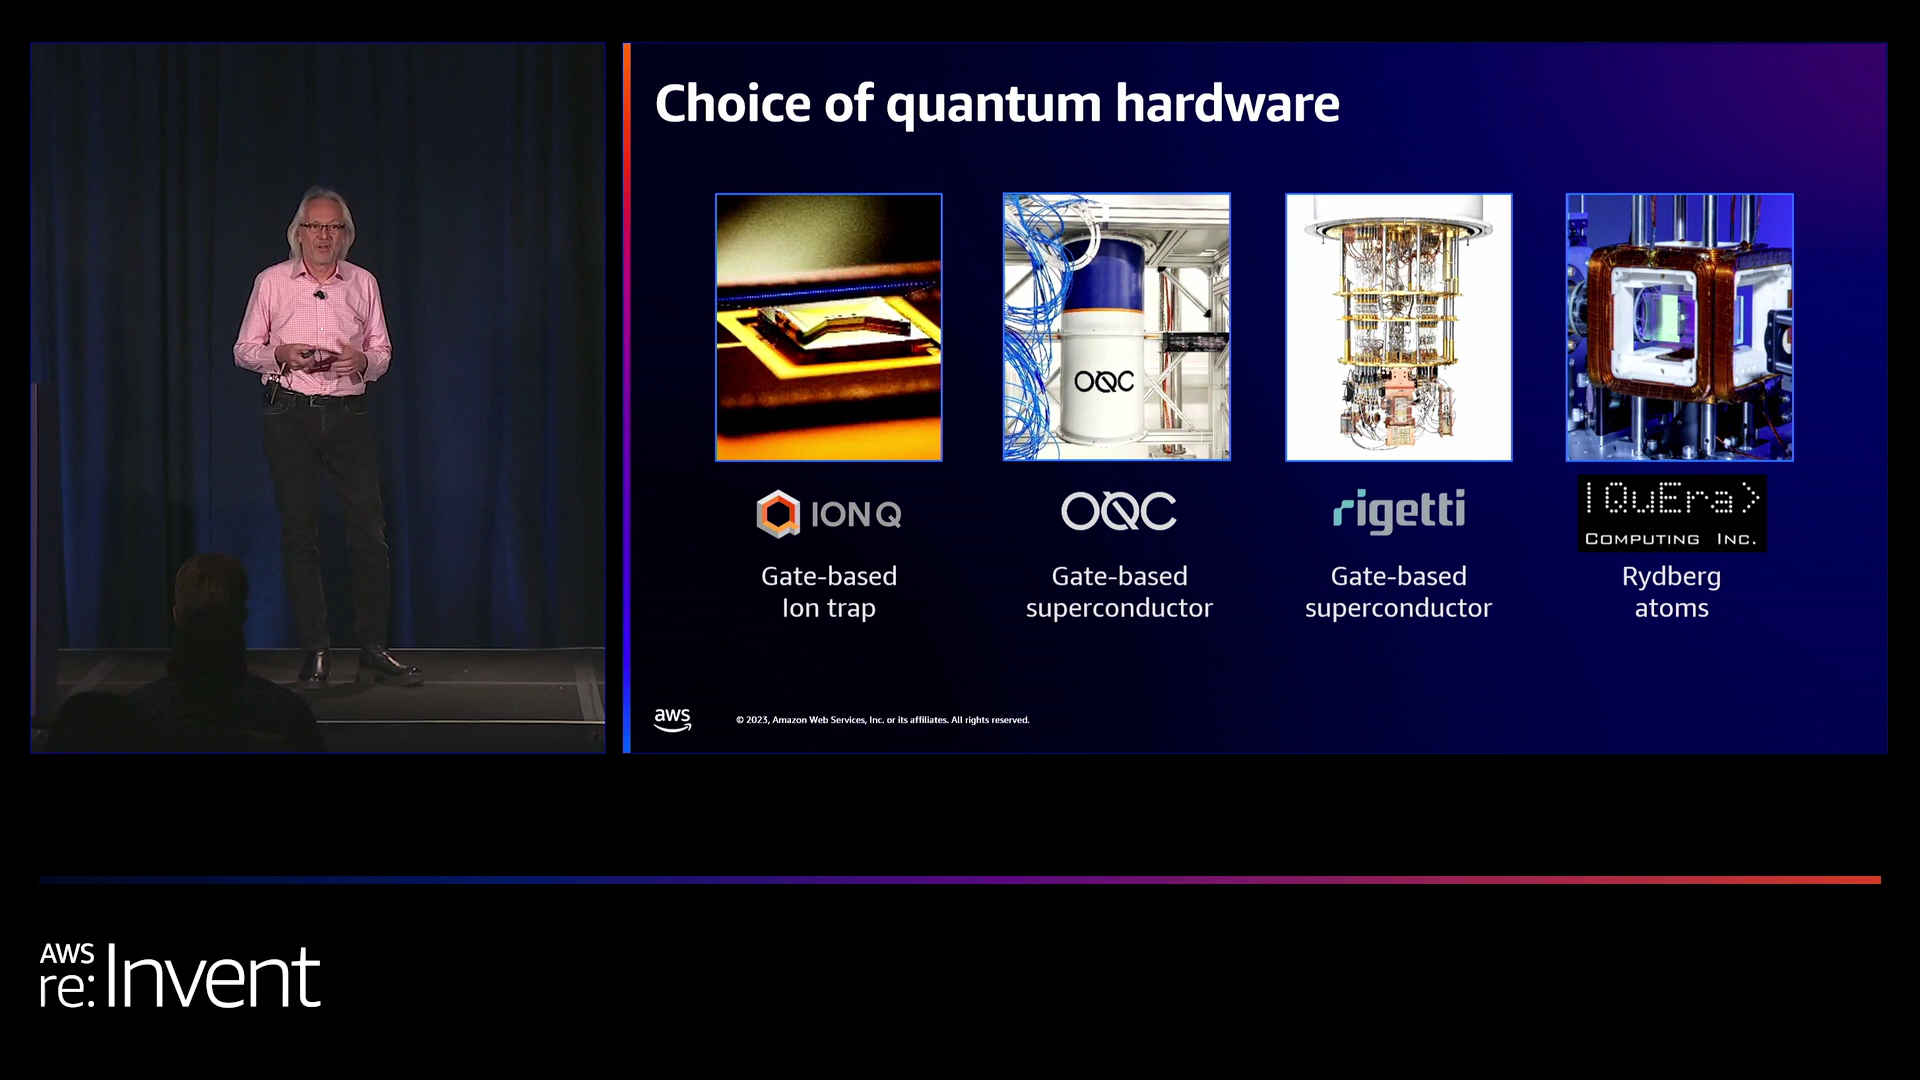 Choice of quantum hardware
OQC
IONQ
OQC
rigetti
|QuEra>
COMPUTING INC.
Gate-based
Ion trap
Gate-based
superconductor
Gate-based
superconductor
Rydberg
atoms
aws
© 2023, Amazon Web Services, Inc. or its affiliates. All rights reserved.
AWS
re:Invent